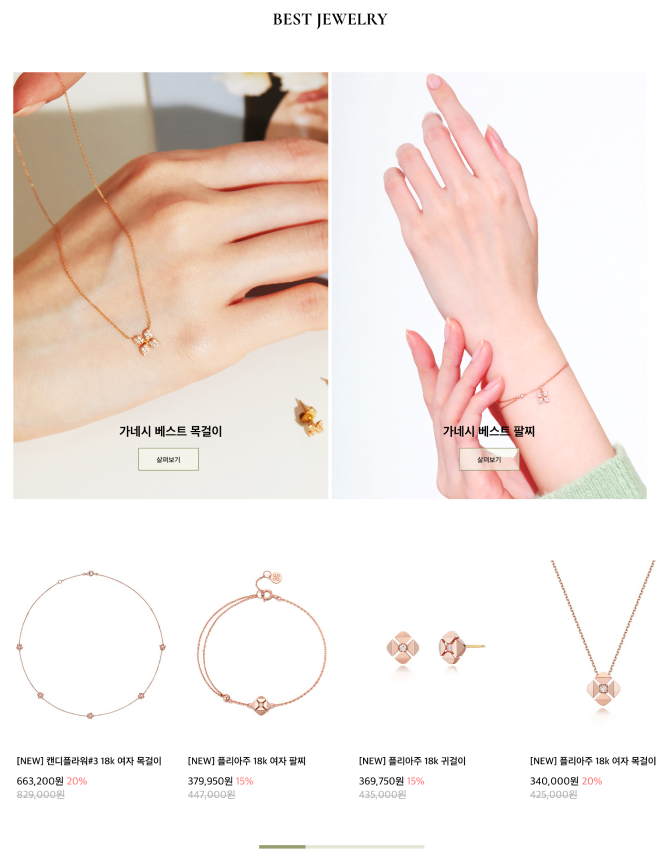 BEST JEWELRY
가네시 베스트 목걸이
살펴보기
가네시 베스트 팔찌
살펴보기
[NEW] 캔디플라워#3 18k 여자 목걸이
663,200원 20%
829,000원
[NEW] 플리아주 18k 여자 팔찌
379,950원 15%
447,000원
[NEW] 플리아주 18k 귀걸이
369,750원 15%
435,000원
[NEW] 플리아주 18k 여자 목걸이
340,000원 20%
425,000원